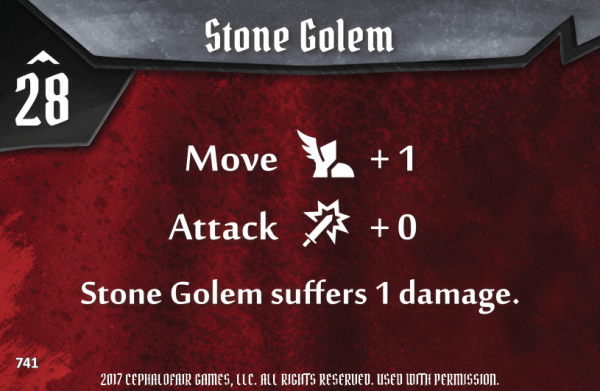 Stone Golem
28
Move + 1
Attack + 0
Stone Golem suffers 1 damage.
741
2017 CEPHALOFAIR GAMES, LLC. ALL RIGHTS RESERVED. USED WITH PERMISSION.